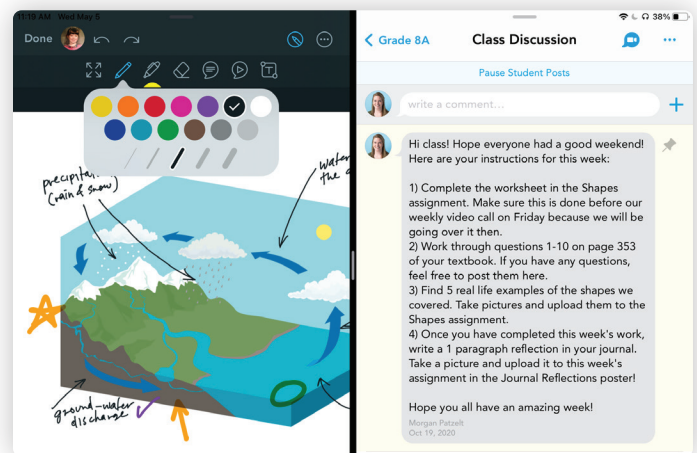 11:19 AM Wed May 5
38%
Done
precipitation
(rain & snow)
water
the
ground-water
discharge
Grade 8A
Class Discussion
Pause Student Posts
write a comment...
Hi class! Hope everyone had a good weekend!
Here are your instructions for this week:
1) Complete the worksheet in the Shapes
assignment. Make sure this is done before our
weekly video call on Friday because we will be
going over it then.
2) Work through questions 1-10 on page 353
of your textbook. If you have any questions,
feel free to post them here.
3) Find 5 real life examples of the shapes we
covered. Take pictures and upload them to the
Shapes assignment.
4) Once you have completed this week's work,
write a 1 paragraph reflection in your journal.
Take a picture and upload it to this week's
assignment in the Journal Reflections poster!
Hope you all have an amazing week!
Morgan Patzelt
Oct 19, 2020